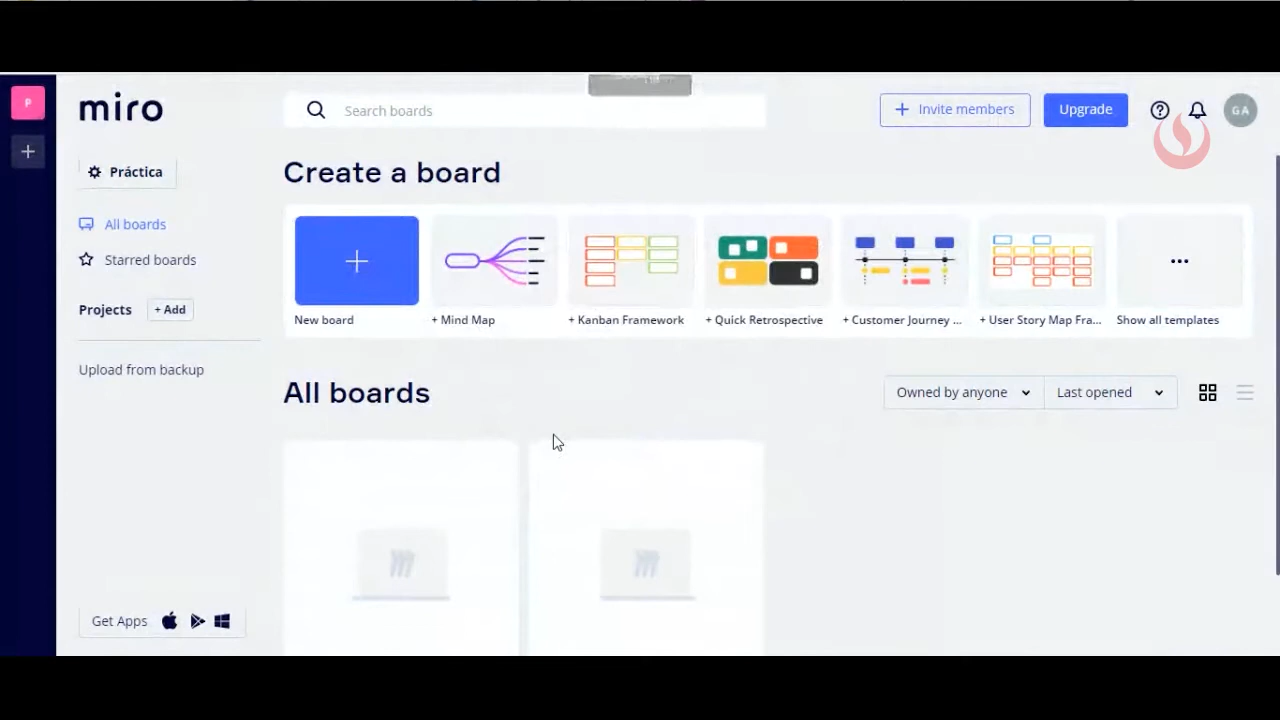 P
miro
Search boards
Invite members
Upgrade
GA
Práctica
Create a board
All boards
Starred boards
Projects
+ Add
Upload from backup
New board
+ Mind Map
+ Kanban Framework
+ Quick Retrospective
+ Customer Journey ...
+ User Story Map Fra...
Show all templates
All boards
Owned by anyone
Last opened
Get Apps